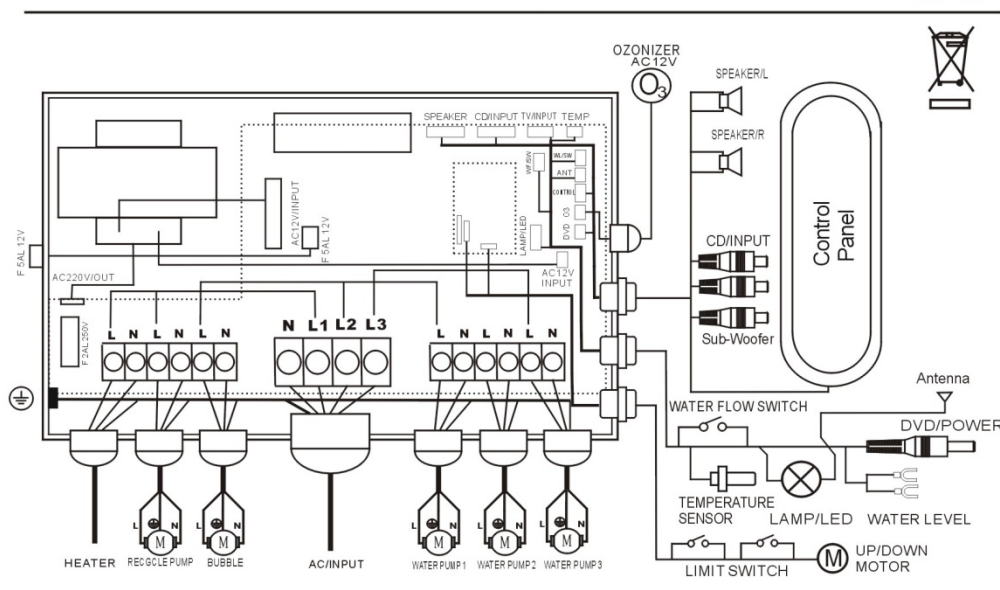 OZONIZER
AC12V
O3
SPEAKER/L
SPEAKER/R
SPEAKER CD/INPUT TV/INPUT TEMP
WF/SW
WL/SW
ANT
CONTROL
O3
DVD
LAMP/LED
AC12V/INPUT
F 5AL 12V
F 5AL 12V
AC220V/OUT
AC12V
INPUT
F 2AL 250V
L N L N L N
N L1 L2 L3
L N L N L N
Control
Panel
CD/INPUT
Sub-Woofer
Antenna
WATER FLOW SWITCH
DVD/POWER
TEMPERATURE
SENSOR
LAMP/LED
WATER LEVEL
L N
M
L N
M
L N
M
L N
M
L N
M
HEATER
RECGCLE PUMP
BUBBLE
AC/INPUT
WATER PUMP 1
WATER PUMP 2
WATER PUMP 3
LIMIT SWITCH
M
UP/DOWN
MOTOR